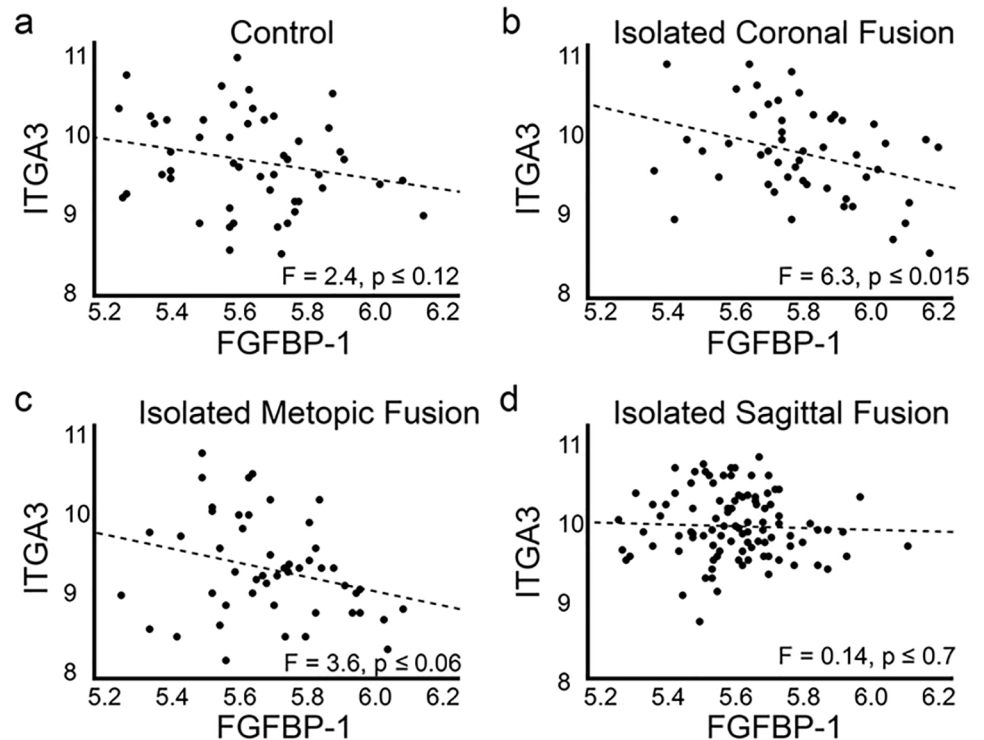 a
Control
11
10
9
8
ITGA3
F = 2.4, p ≤ 0.12
5.2 5.4 5.6 5.8 6.0 6.2
FGFBP-1
b
Isolated Coronal Fusion
11
10
9
8
ITGA3
F = 6.3, p ≤ 0.015
5.2 5.4 5.6 5.8 6.0 6.2
FGFBP-1
c
Isolated Metopic Fusion
11
10
9
8
ITGA3
F = 3.6, p ≤ 0.06
5.2 5.4 5.6 5.8 6.0 6.2
FGFBP-1
d
Isolated Sagittal Fusion
11
10
9
8
ITGA3
F = 0.14, p ≤ 0.7
5.2 5.4 5.6 5.8 6.0 6.2
FGFBP-1